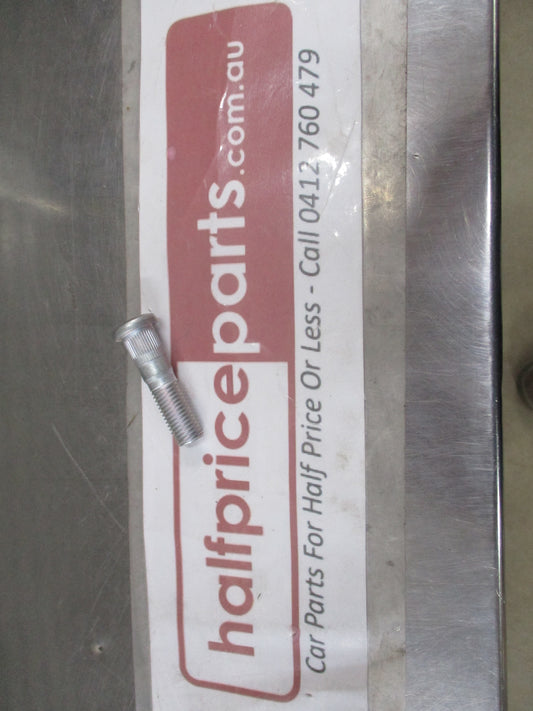 halfpriceparts.com.au
Car Parts For Half Price Or Less - Call 0412 760 479